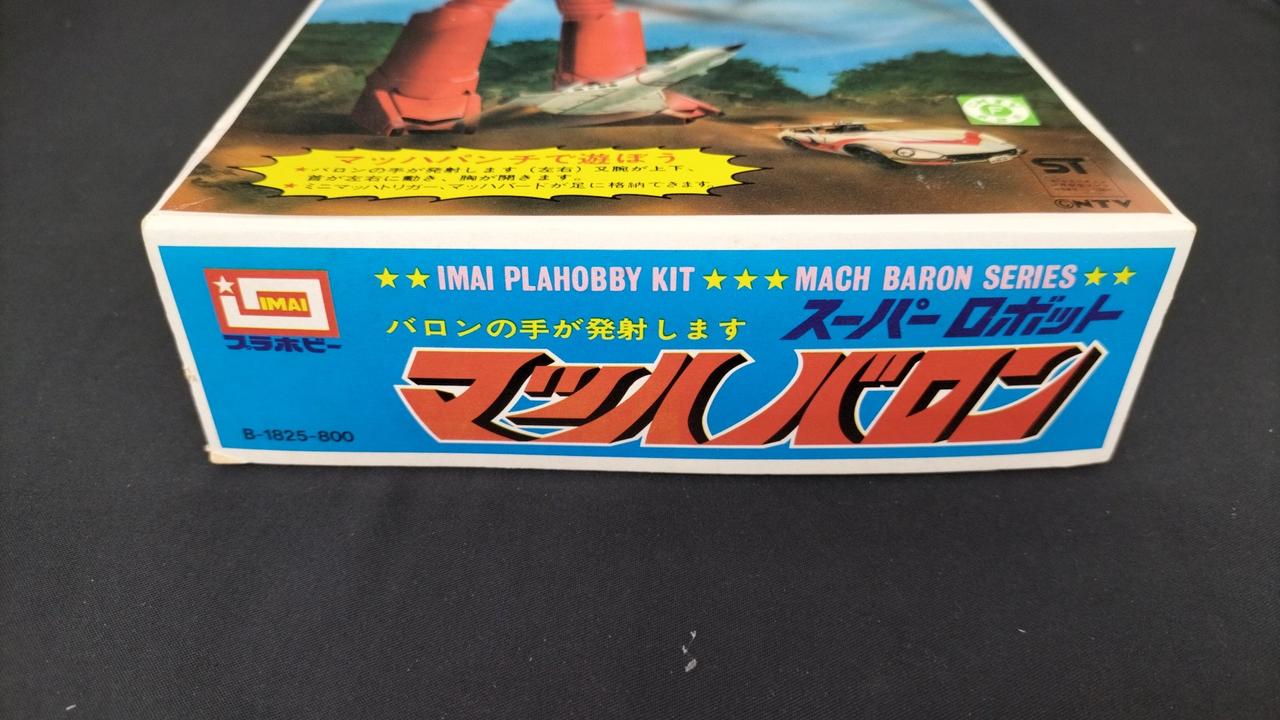 マッハパンチで遊ぼう
★バロンの手が発射します（左右）又腕が上下、
首が左右に動き、胸が開きます。
★ミニマッハトリガー、マッハバードが足に格納できます
ST
©NTV
IMAI
プラホビー
★★IMAI PLAHOBBY KIT★★★MACH BARON SERIES★★
バロンの手が発射します
スーパーロボット
マッハバロン
B-1825-800